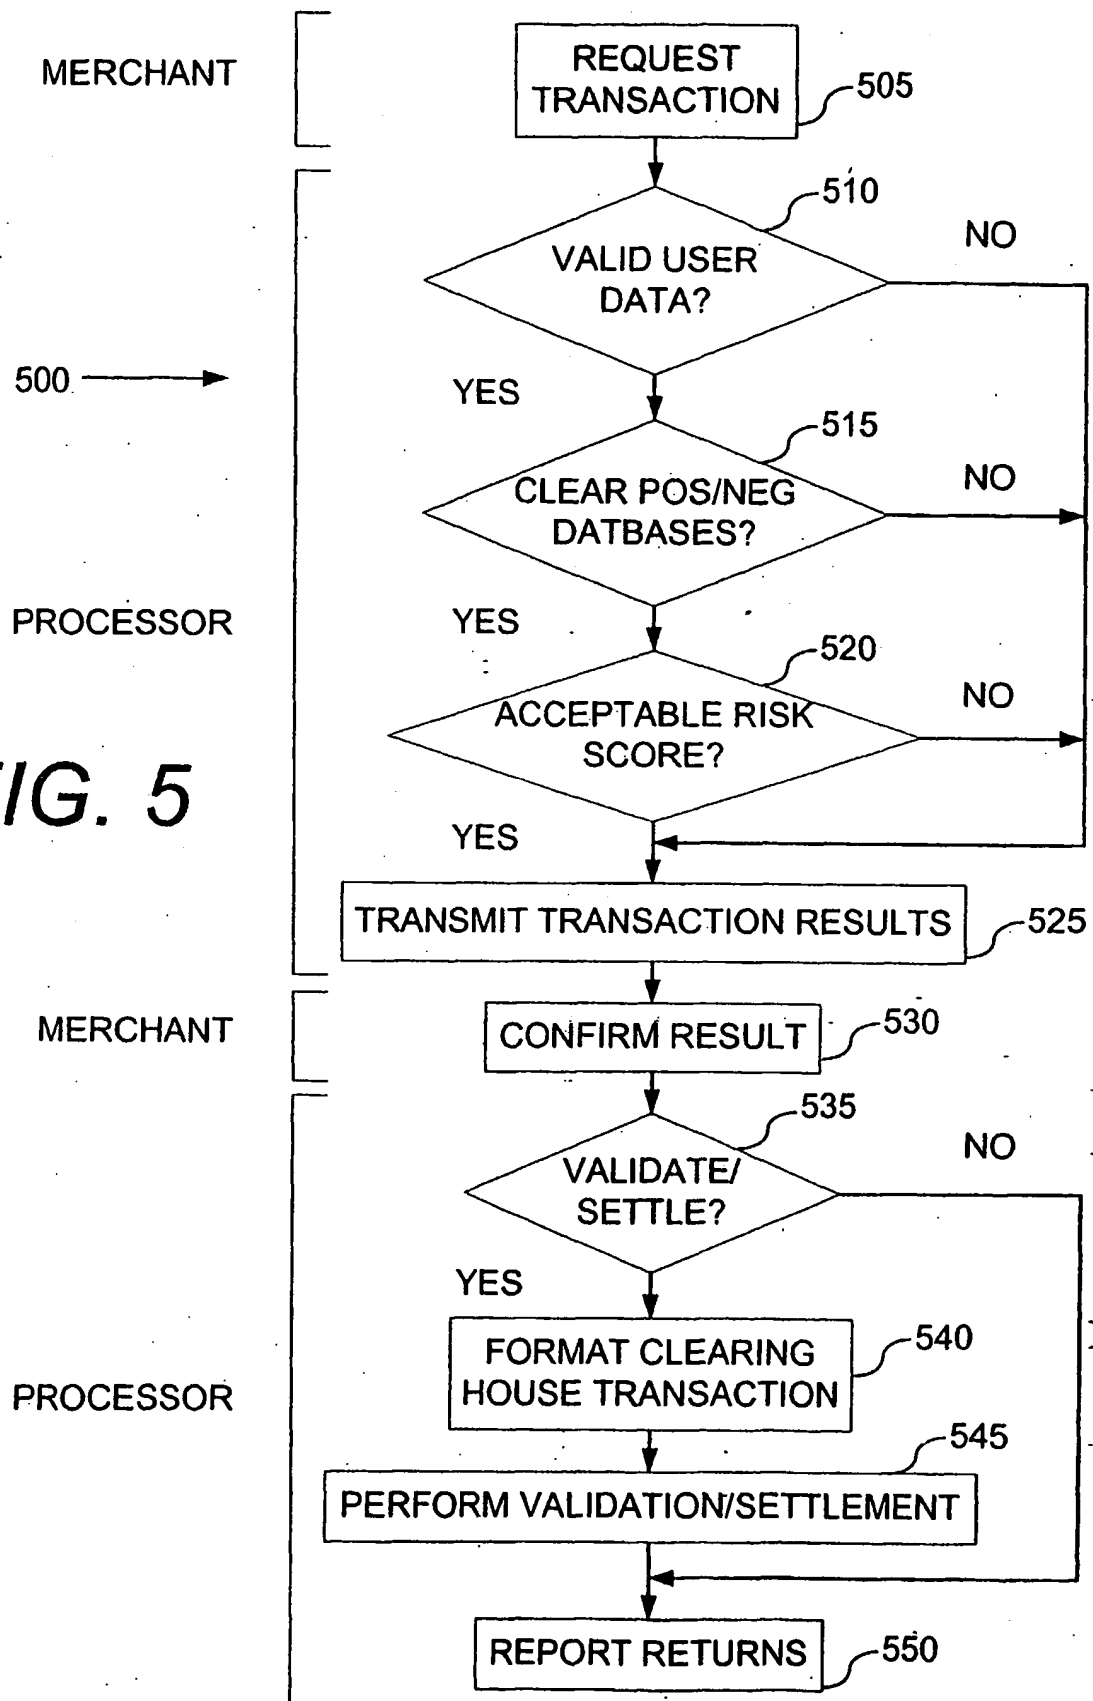 MERCHANT
REQUEST
TRANSACTION
505
510
VALID USER
DATA?
NO
500
YES
515
CLEAR POS/NEG
DATBASES?
NO
PROCESSOR
YES
520
ACCEPTABLE RISK
SCORE?
NO
IG. 5
YES
TRANSMIT TRANSACTION RESULTS
525
MERCHANT
CONFIRM RESULT
530
535
VALIDATE/
SETTLE?
NO
YES
FORMAT CLEARING
HOUSE TRANSACTION
540
PROCESSOR
545
PERFORM VALIDATION/SETTLEMENT
REPORT RETURNS
550